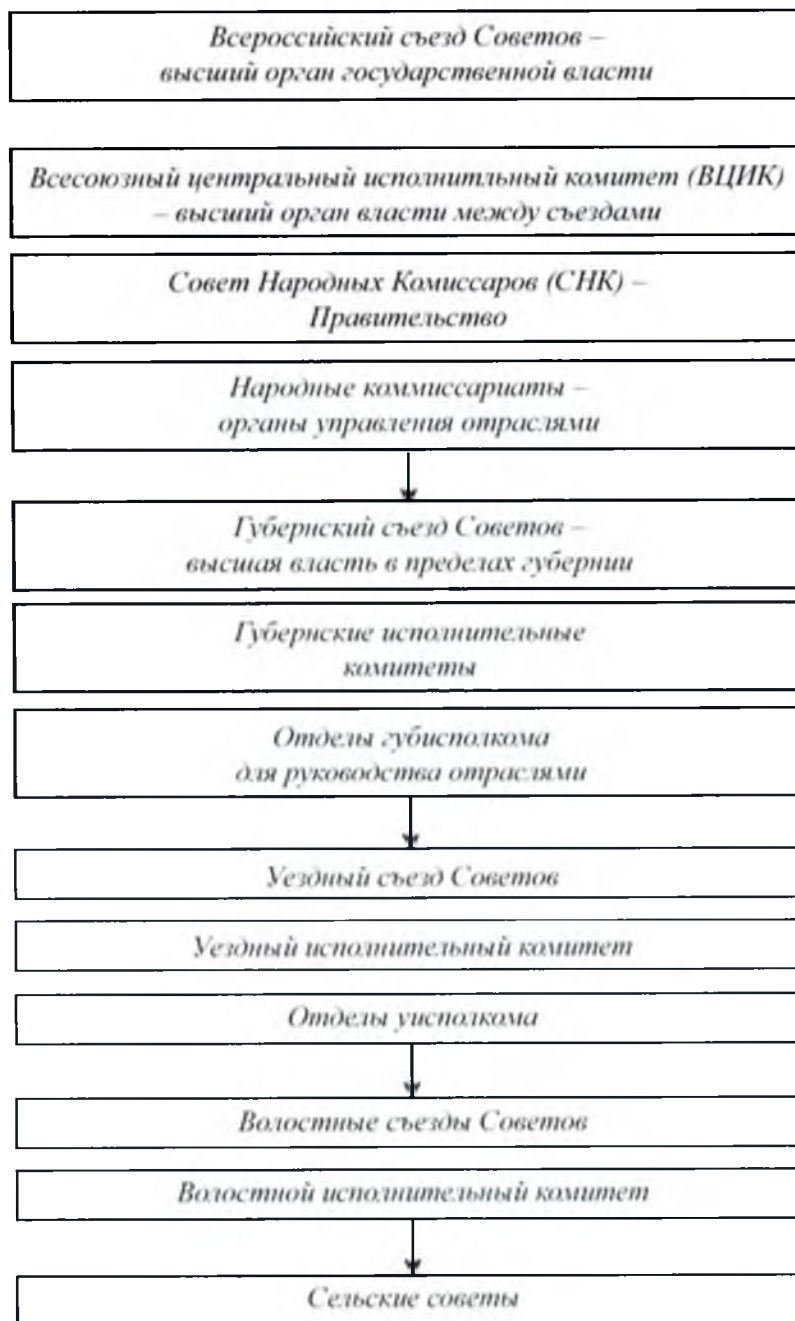 Всероссийский съезд Советов –
высший орган государственной власти
Всесоюзный центральный исполнитльный комитет (ВЦИК)
– высший орган власти между съездами
Совет Народных Комиссаров (СНК) –
Правительство
Народные коммиссариаты –
органы управления отраслями
Губернский съезд Советов –
высшая власть в пределах губернии
Губернские исполнительные
комитеты
Отделы губисполкома
для руководства отраслями
Уездный съезд Советов
Уездный исполнительный комитет
Отделы уисполкома
Волостные съезды Советов
Волостной исполнительный комитет
Сельские советы